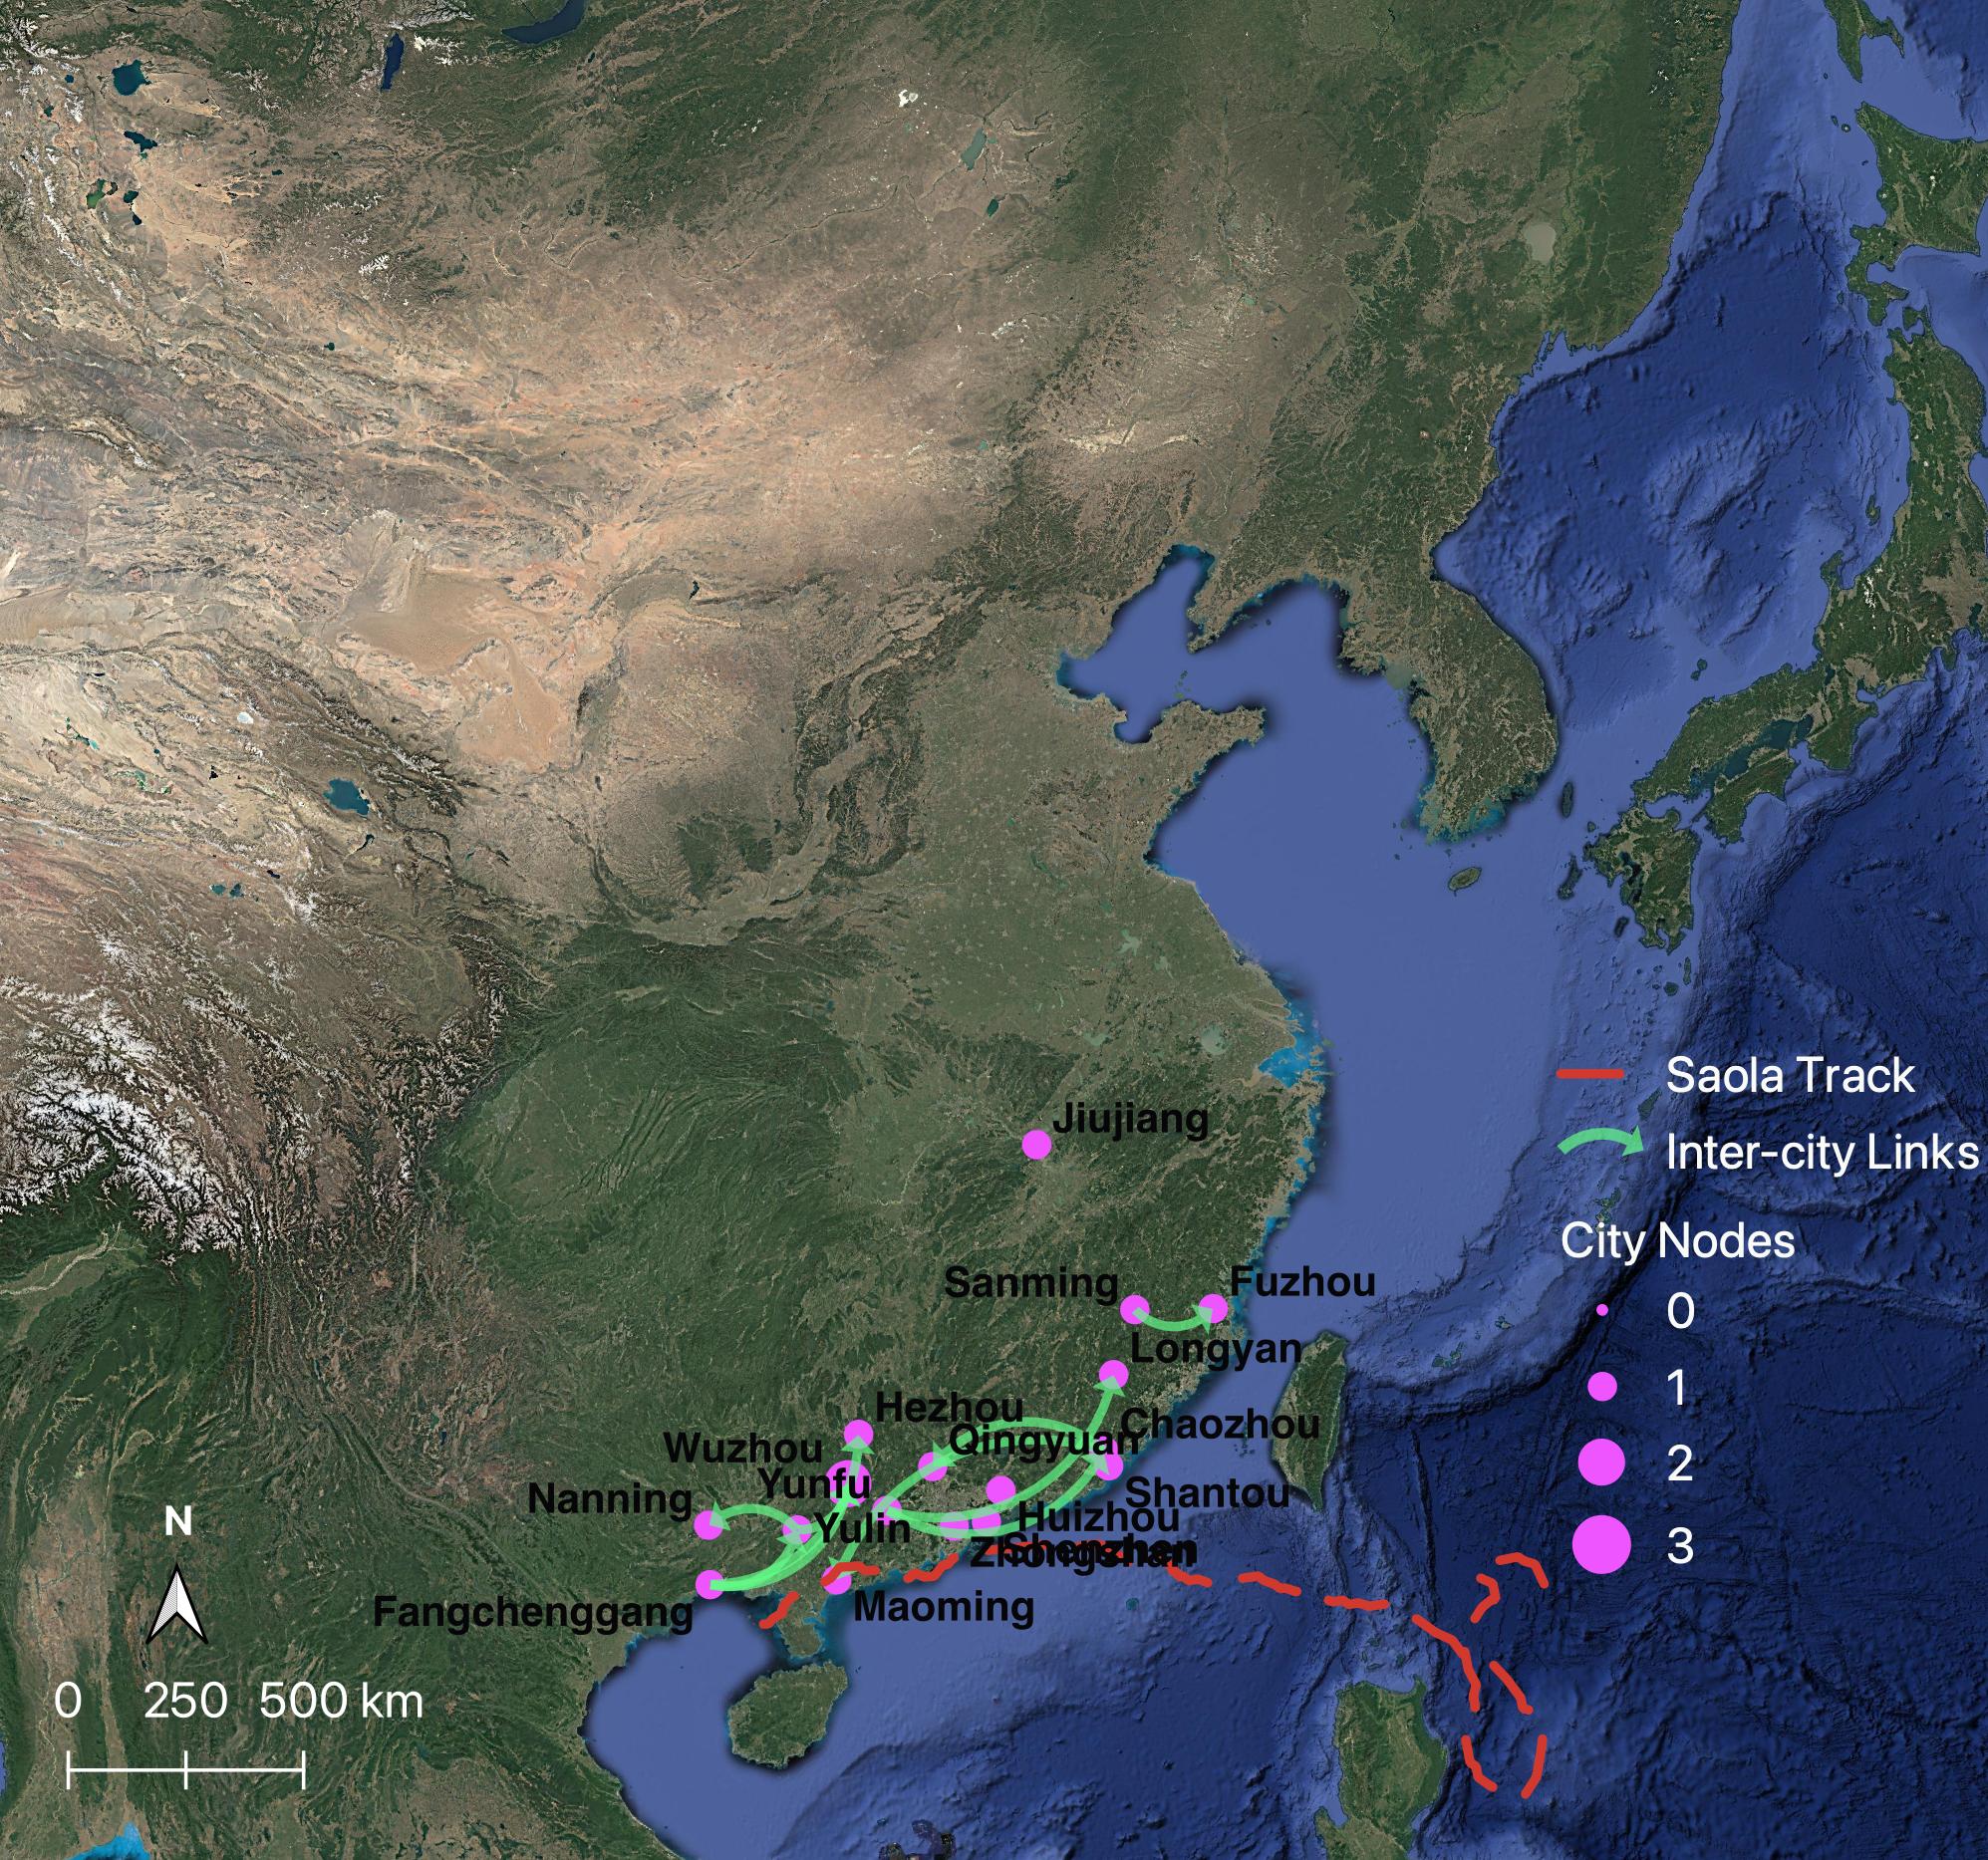 Jiujiang
Saola Track
Inter-city Links
City Nodes
0
1
2
3
Sanming
Fuzhou
Longyan
Hezhou
Chaozhou
Qingyuan
Wuzhou
Yunfu
Nanning
Shantou
Huizhou
Yulin
Shenzhen
Zhongshan
Fangchenggang
Maoming
N
0 250 500 km